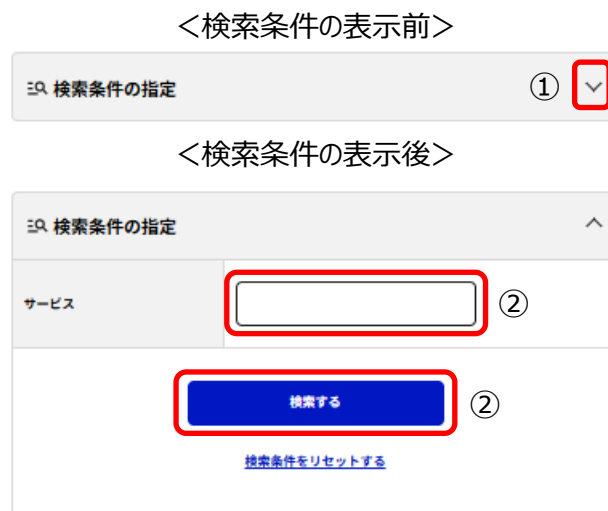 ＜検索条件の表示前＞
検索条件の指定 ①
＜検索条件の表示後＞
検索条件の指定
サービス ②
検索する ②
検索条件をリセットする